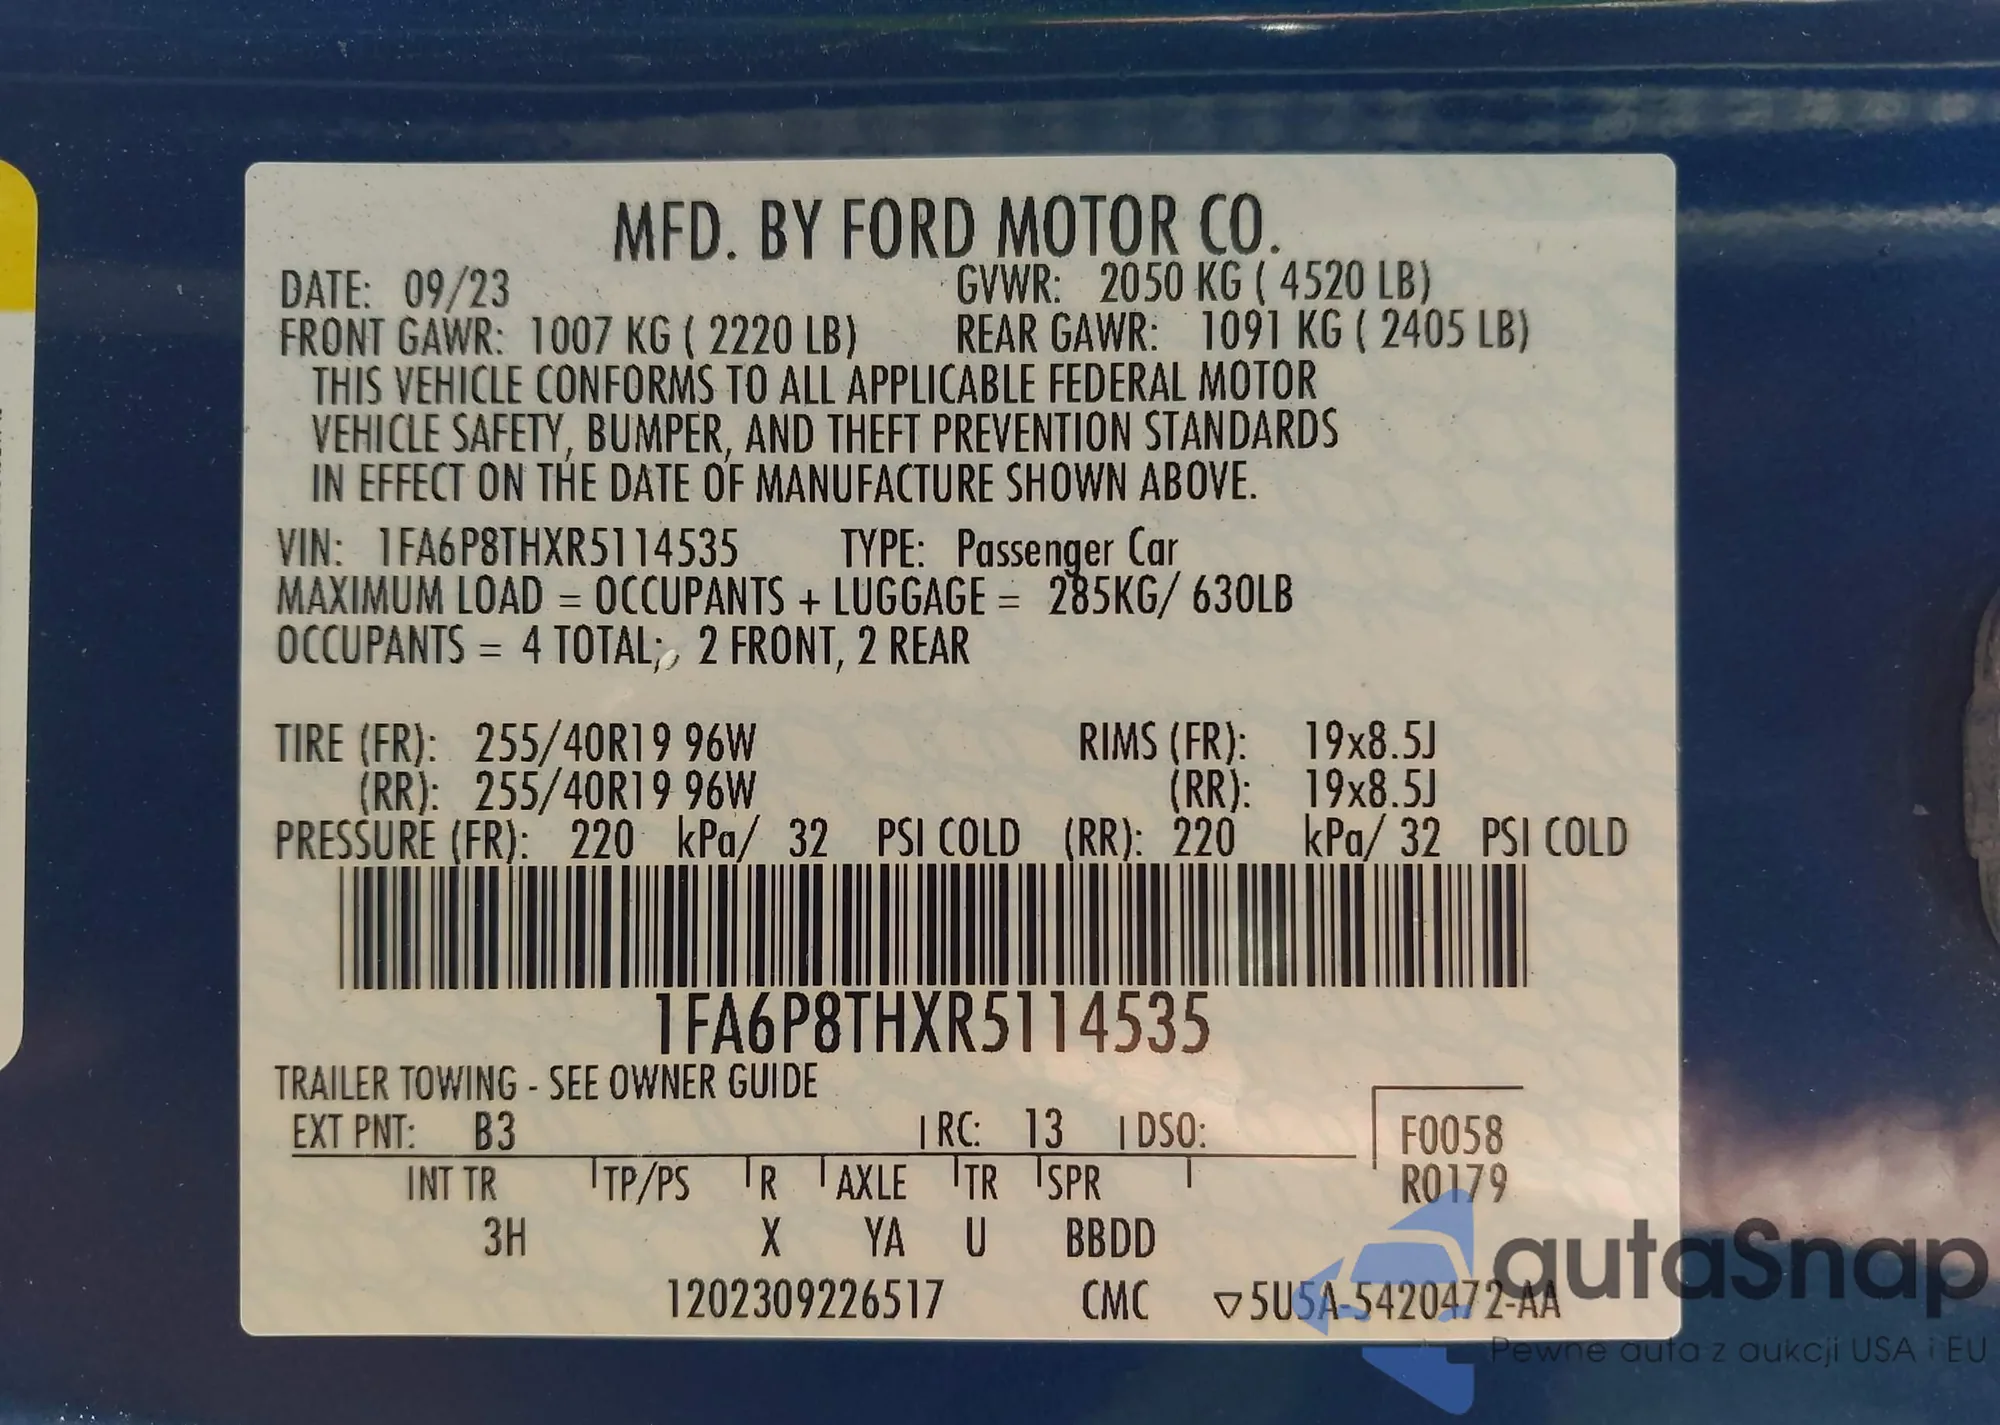 MFD. BY FORD MOTOR CO.
DATE: 09/23 GVWR: 2050 KG ( 4520 LB)
FRONT GAWR: 1007 KG ( 2220 LB) REAR GAWR: 1091 KG ( 2405 LB)
THIS VEHICLE CONFORMS TO ALL APPLICABLE FEDERAL MOTOR
VEHICLE SAFETY, BUMPER, AND THEFT PREVENTION STANDARDS
IN EFFECT ON THE DATE OF MANUFACTURE SHOWN ABOVE.
VIN: 1FA6P8THXR5114535 TYPE: Passenger Car
MAXIMUM LOAD = OCCUPANTS + LUGGAGE = 285KG/ 630LB
OCCUPANTS = 4 TOTAL; 2 FRONT, 2 REAR
TIRE (FR): 255/40R19 96W RIMS (FR): 19x8.5J
(RR): 255/40R19 96W (RR): 19x8.5J
PRESSURE (FR): 220 kPa/ 32 PSI COLD (RR): 220 kPa/ 32 PSI COLD
1FA6P8THXR5114535
TRAILER TOWING - SEE OWNER GUIDE
EXT PNT: B3 RC: 13 DSO: F0058
INT TR TP/PS R AXLE TR SPR R0179
3H X YA U BBDD
1202309226517 CMC ▽5U5A-5420472-AA
autaSnap
Pewne auta z aukcji USA i EU